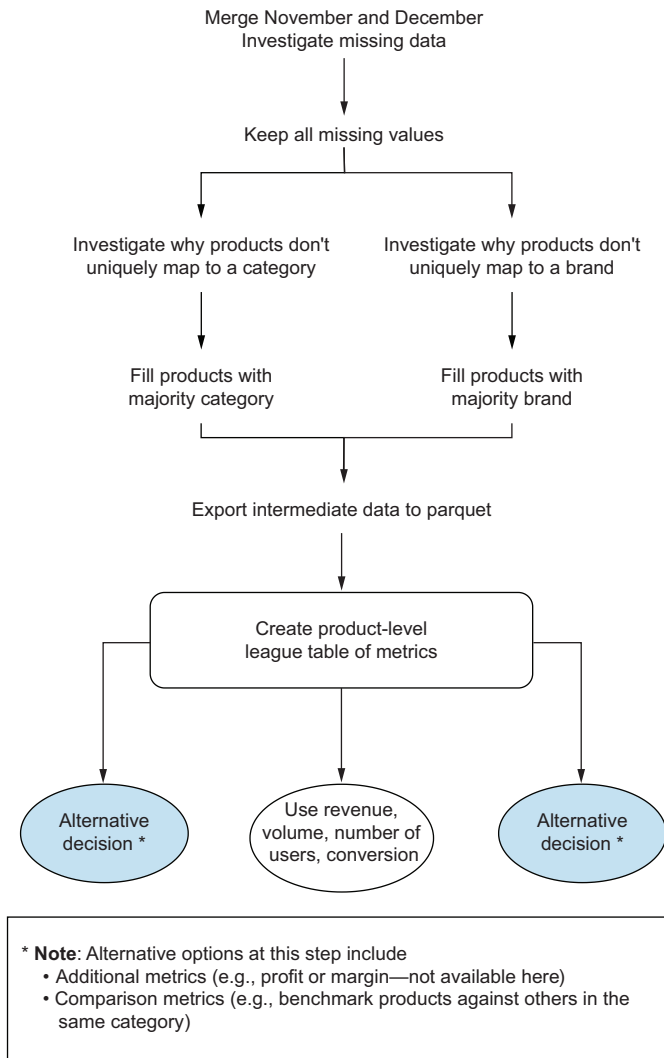 Merge November and December
Investigate missing data
Keep all missing values
Investigate why products don't
uniquely map to a category
Investigate why products don't
uniquely map to a brand
Fill products with
majority category
Fill products with
majority brand
Export intermediate data to parquet
Create product-level
league table of metrics
Alternative
decision *
Use revenue,
volume, number of
users, conversion
Alternative
decision *
* Note: Alternative options at this step include
• Additional metrics (e.g., profit or margin—not available here)
• Comparison metrics (e.g., benchmark products against others in the
same category)